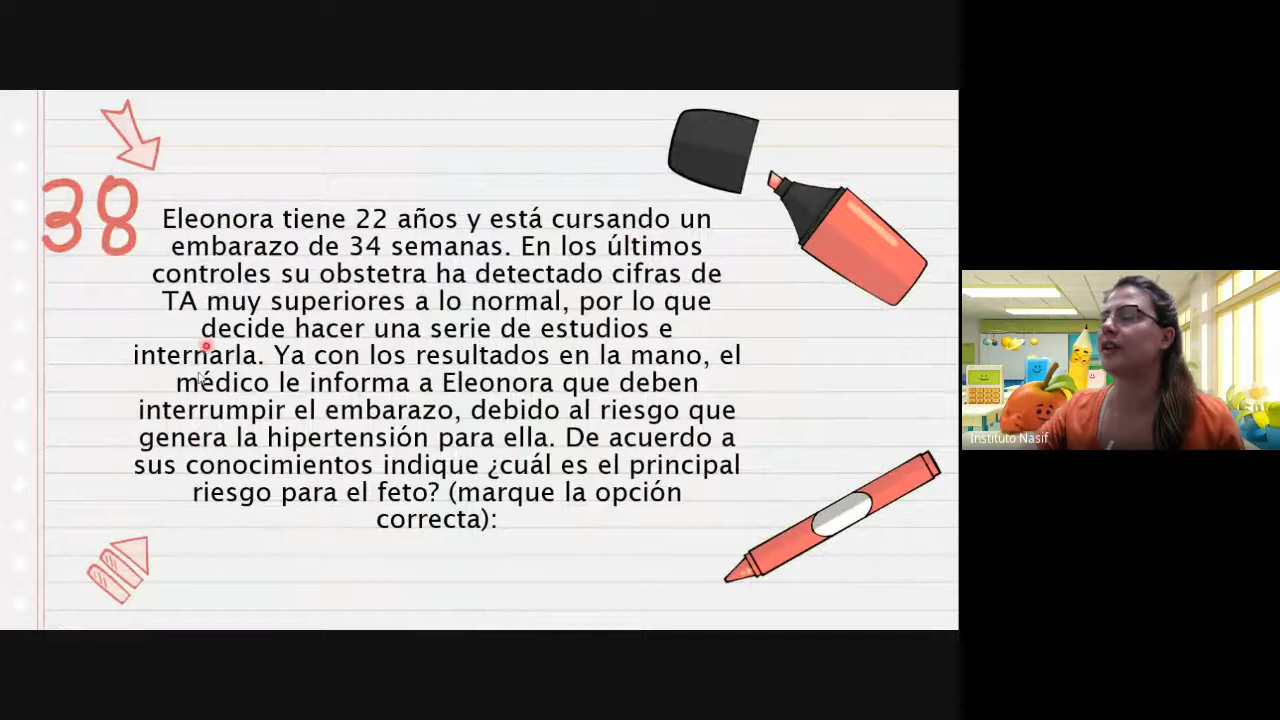 38
Eleonora tiene 22 años y está cursando un
embarazo de 34 semanas. En los últimos
controles su obstetra ha detectado cifras de
TA muy superiores a lo normal, por lo que
decide hacer una serie de estudios e
internarla. Ya con los resultados en la mano, el
médico le informa a Eleonora que deben
interrumpir el embarazo, debido al riesgo que
genera la hipertensión para ella. De acuerdo a
sus conocimientos indique ¿cuál es el principal
riesgo para el feto? (marque la opción
correcta):
Instituto Nasif